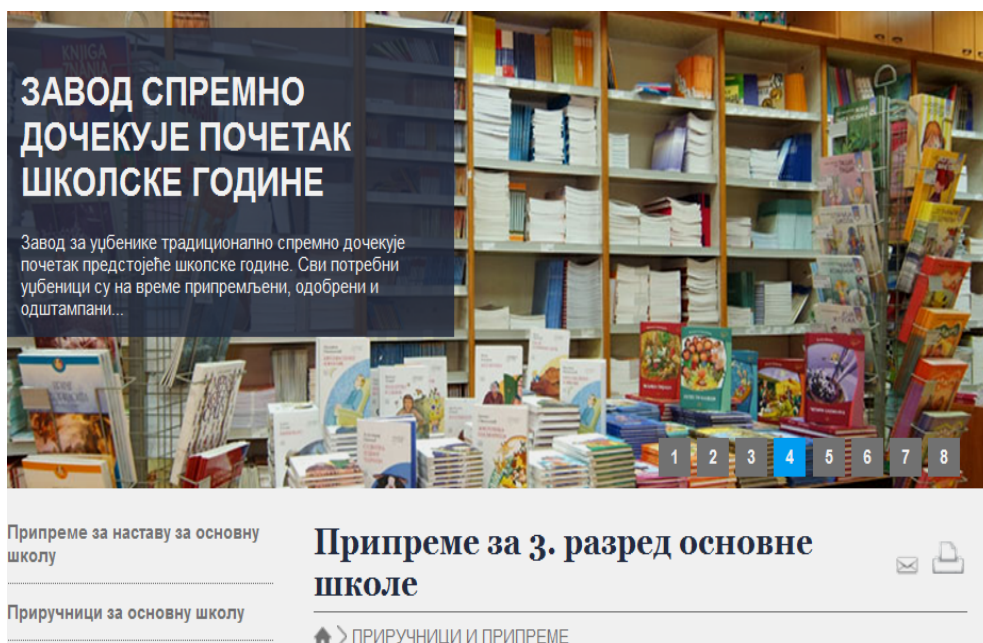 KNJIGA
ZNANJA
ЗАВОД СПРЕМНО
ДОЧЕКУЈЕ ПОЧЕТАК
ШКОЛСКЕ ГОДИНЕ
Завод за уџбенике традиционално спремно дочекује
почетак предстојеће школске године. Сви потребни
уџбеници су на време припремљени, одобрени и
одштампани...
1 2 3 4 5 6 7 8
Припреме за наставу за основну
школу
Приручници за основну школу
Припреме за 3. разред основне
школе
ПРИРУЧНИЦИ И ПРИПРЕМЕ